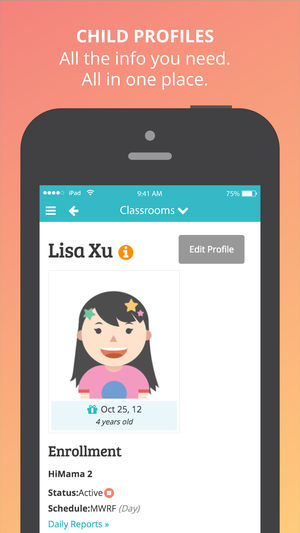 CHILD PROFILES
All the info you need.
All in one place.
iPad 9:41 AM 75%
Classrooms
Lisa Xu i
Edit Profile
Oct 25, 12
4 years old
Enrollment
HiMama 2
Status:Active
Schedule:MWRF (Day)
Daily Reports »